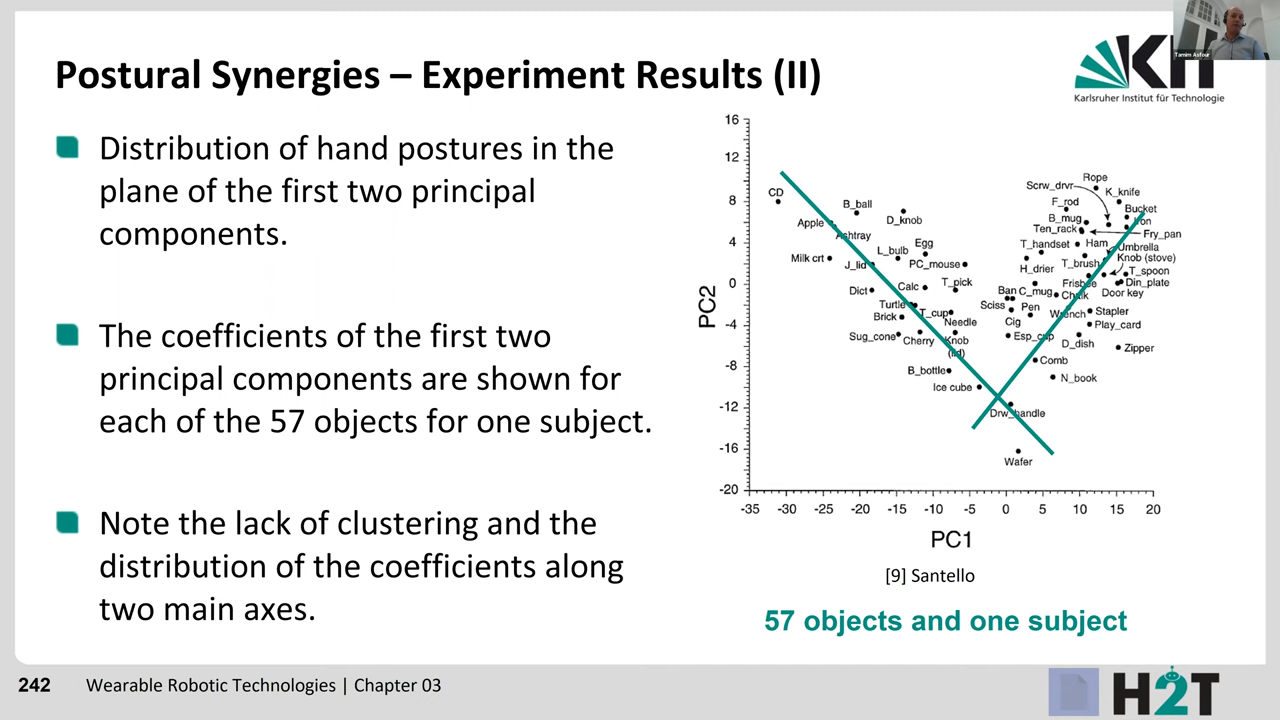 Postural Synergies – Experiment Results (II)
Tamim Asfour
KIT
Karlsruher Institut für Technologie
Distribution of hand postures in the
plane of the first two principal
components.
The coefficients of the first two
principal components are shown for
each of the 57 objects for one subject.
Note the lack of clustering and the
distribution of the coefficients along
two main axes.
16
12
8
4
0
-4
-8
-12
-16
-20
PC2
CD
B_ball
D_knob
Apple
Ashtray
Egg
L_bulb
Milk crt
J_lid
PC_mouse
Dict
Calc
T_pick
Turtle
Brick
T_cup
Needle
Sug_cone
Cherry
Knob
(lid)
B_bottle
Ice cube
Drw_handle
Wafer
Rope
Scrw_drvr
K_knife
F_rod
Bucket
B_mug
Iron
Ten_rack
Fry_pan
T_handset
Ham
Umbrella
Knob (stove)
H_drier
T_brush
T_spoon
Frisbee
Din_plate
Ban
C_mug
Chalk
Door key
Sciss
Pen
Wrench
Stapler
Cig
Play_card
Esp_cup
D_dish
Zipper
Comb
N_book
-35 -30 -25 -20 -15 -10 -5 0 5 10 15 20
PC1
[9] Santello
57 objects and one subject
242 Wearable Robotic Technologies | Chapter 03
H2T